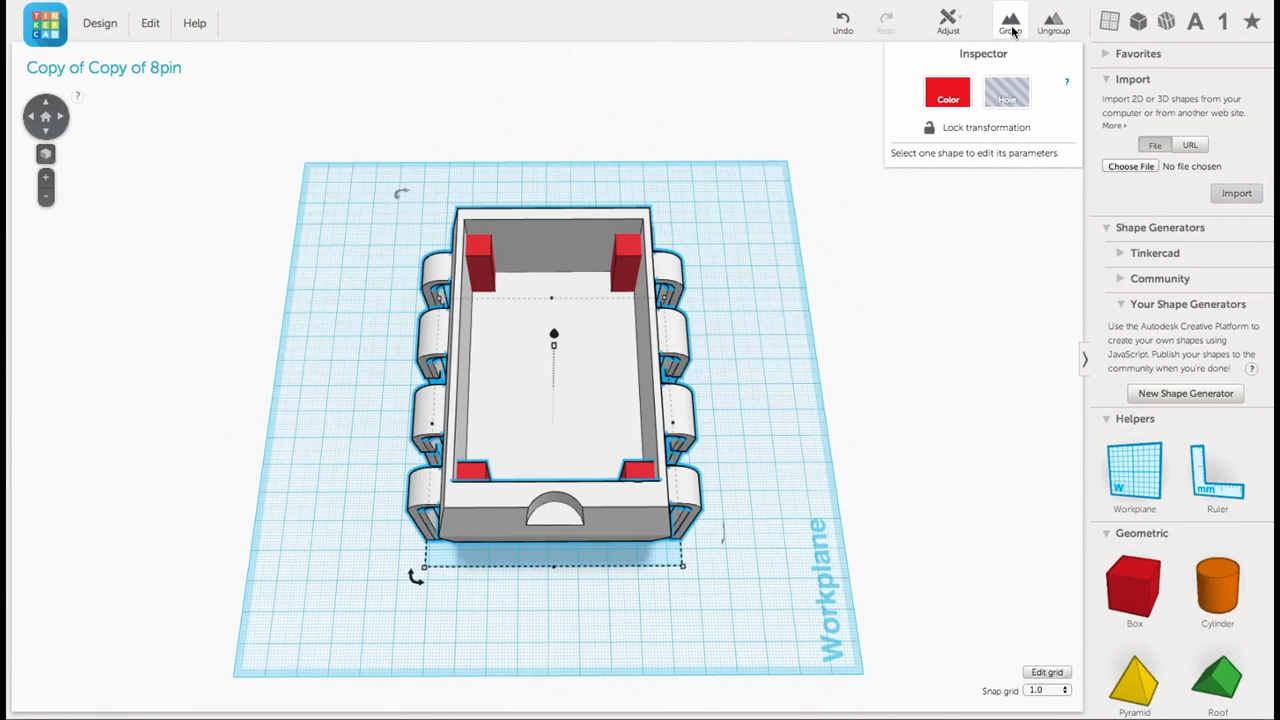 TIN
KER
CAD
Design
Edit
Help
Undo
Redo
Adjust
Group
Ungroup
A
1
Copy of Copy of 8pin
?
+
-
Inspector
Color
Hole
?
Lock transformation
Select one shape to edit its parameters.
Workplane
Edit grid
Snap grid 1.0
Favorites
Import
Import 2D or 3D shapes from your
computer or from another web site.
More
File
URL
Choose File No file chosen
Import
Shape Generators
Tinkercad
Community
Your Shape Generators
Use the Autodesk Creative Platform to
create your own shapes using
JavaScript. Publish your shapes to the
community when you're done! ?
New Shape Generator
Helpers
W
mm
Workplane
Ruler
Geometric
Box
Cylinder
Pyramid
Roof